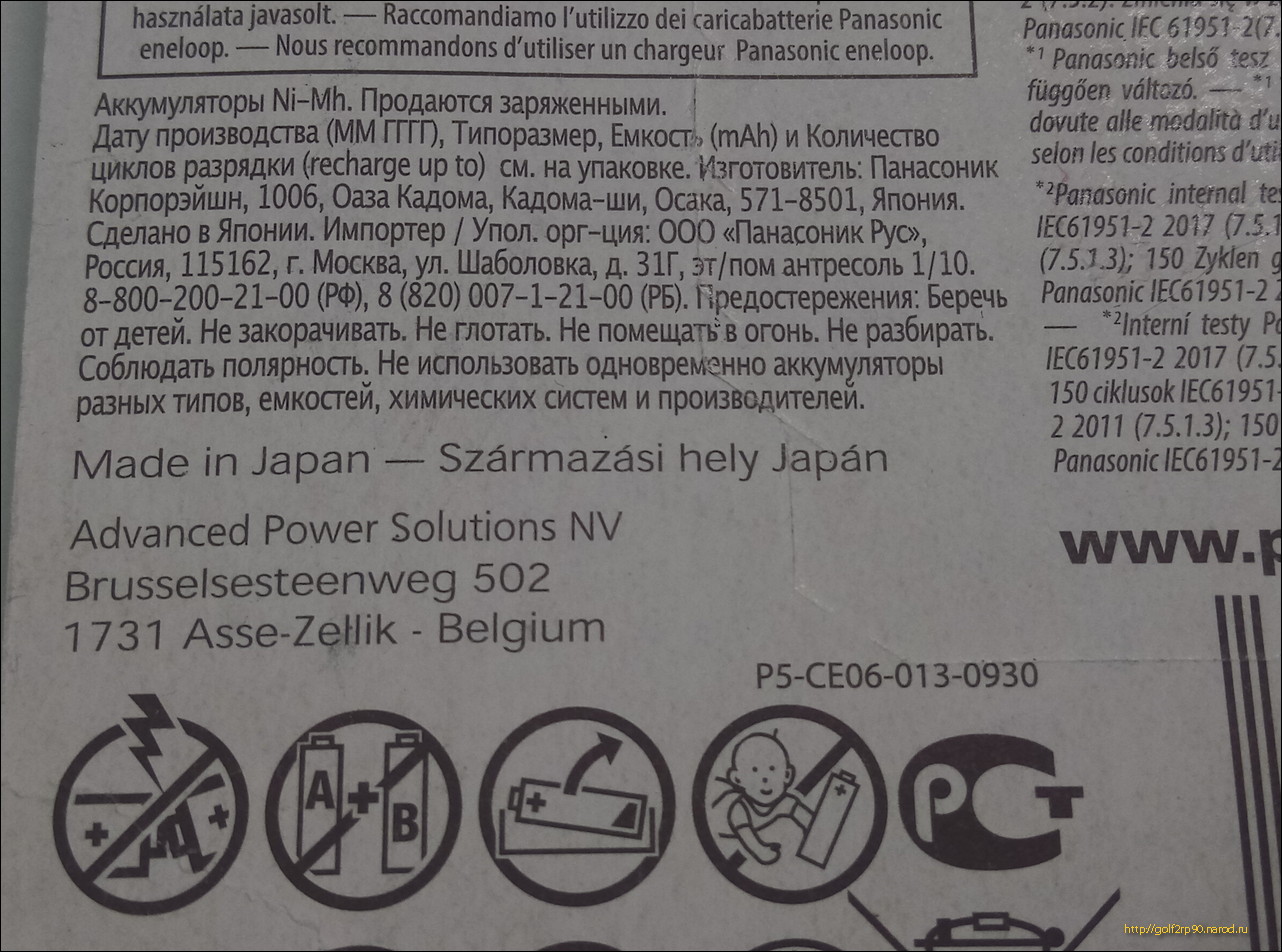 használata javasolt. — Raccomandiamo l'utilizzo dei caricabatterie Panasonic
eneloop. — Nous recommandons d'utiliser un chargeur Panasonic eneloop.
Аккумуляторы Ni-Mh. Продаются заряженными.
Дату производства (ММ ГГГГ), Типоразмер, Емкость (mAh) и Количество
циклов разрядки (recharge up to) см. на упаковке. Изготовитель: Панасоник
Корпорэйшн, 1006, Оаза Кадома, Кадома-ши, Осака, 571-8501, Япония.
Сделано в Японии. Импортер / Упол. орг-ция: ООО «Панасоник Рус»,
Россия, 115162, г. Москва, ул. Шаболовка, д. 31Г, эт/пом антресоль 1/10.
8-800-200-21-00 (РФ), 8 (820) 007-1-21-00 (РБ). Предостережения: Беречь
от детей. Не закорачивать. Не глотать. Не помещать в огонь. Не разбирать.
Соблюдать полярность. Не использовать одновременно аккумуляторы
разных типов, емкостей, химических систем и производителей.
Made in Japan — Származási hely Japán
Advanced Power Solutions NV
Brusselsesteenweg 502
1731 Asse-Zellik - Belgium
P5-CE06-013-0930
A + B
PCT
Panasonic IEC 61951-2(7.
*1 Panasonic belső tesz
függően változó. — *1
dovute alle modalità d'u
selon les conditions d'uti
*2Panasonic internal te
IEC61951-2 2017 (7.5.1
(7.5.1.3); 150 Zyklen g
Panasonic IEC61951-2 2
— *2Interní testy Pa
IEC61951-2 2017 (7.5.
150 ciklusok IEC61951-
2 2011 (7.5.1.3); 150
Panasonic IEC61951-2
www.p
http://golf2rp90.narod.ru